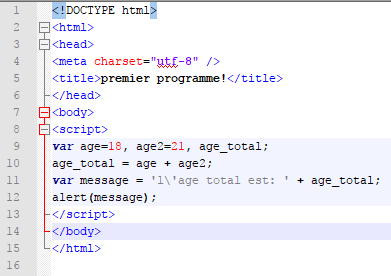 1 <!DOCTYPE html>
2 <html>
3 <head>
4 <meta charset="utf-8" />
5 <title>premier programme!</title>
6 </head>
7 <body>
8 <script>
9 var age=18, age2=21, age_total;
10 age_total = age + age2;
11 var message = 'l\'age total est: ' + age_total;
12 alert(message);
13 </script>
14 </body>
15 </html>
16